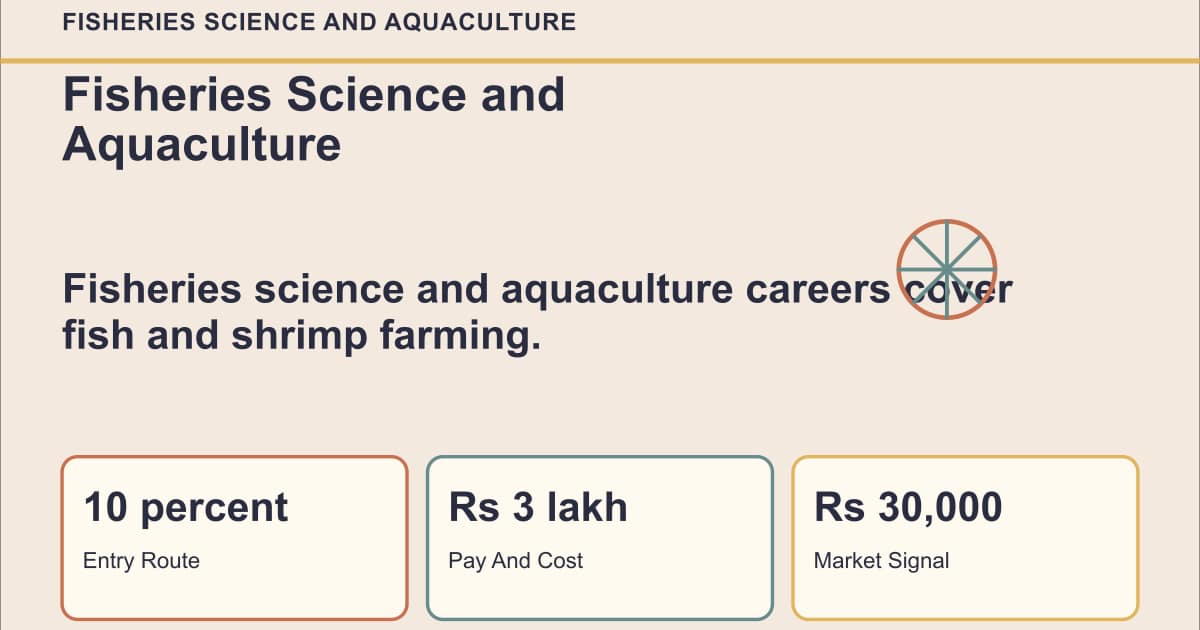 FISHERIES SCIENCE AND AQUACULTURE
Fisheries Science and
Aquaculture
Fisheries science and aquaculture careers cover
fish and shrimp farming.
10 percent
Entry Route
Rs 3 lakh
Pay And Cost
Rs 30,000
Market Signal